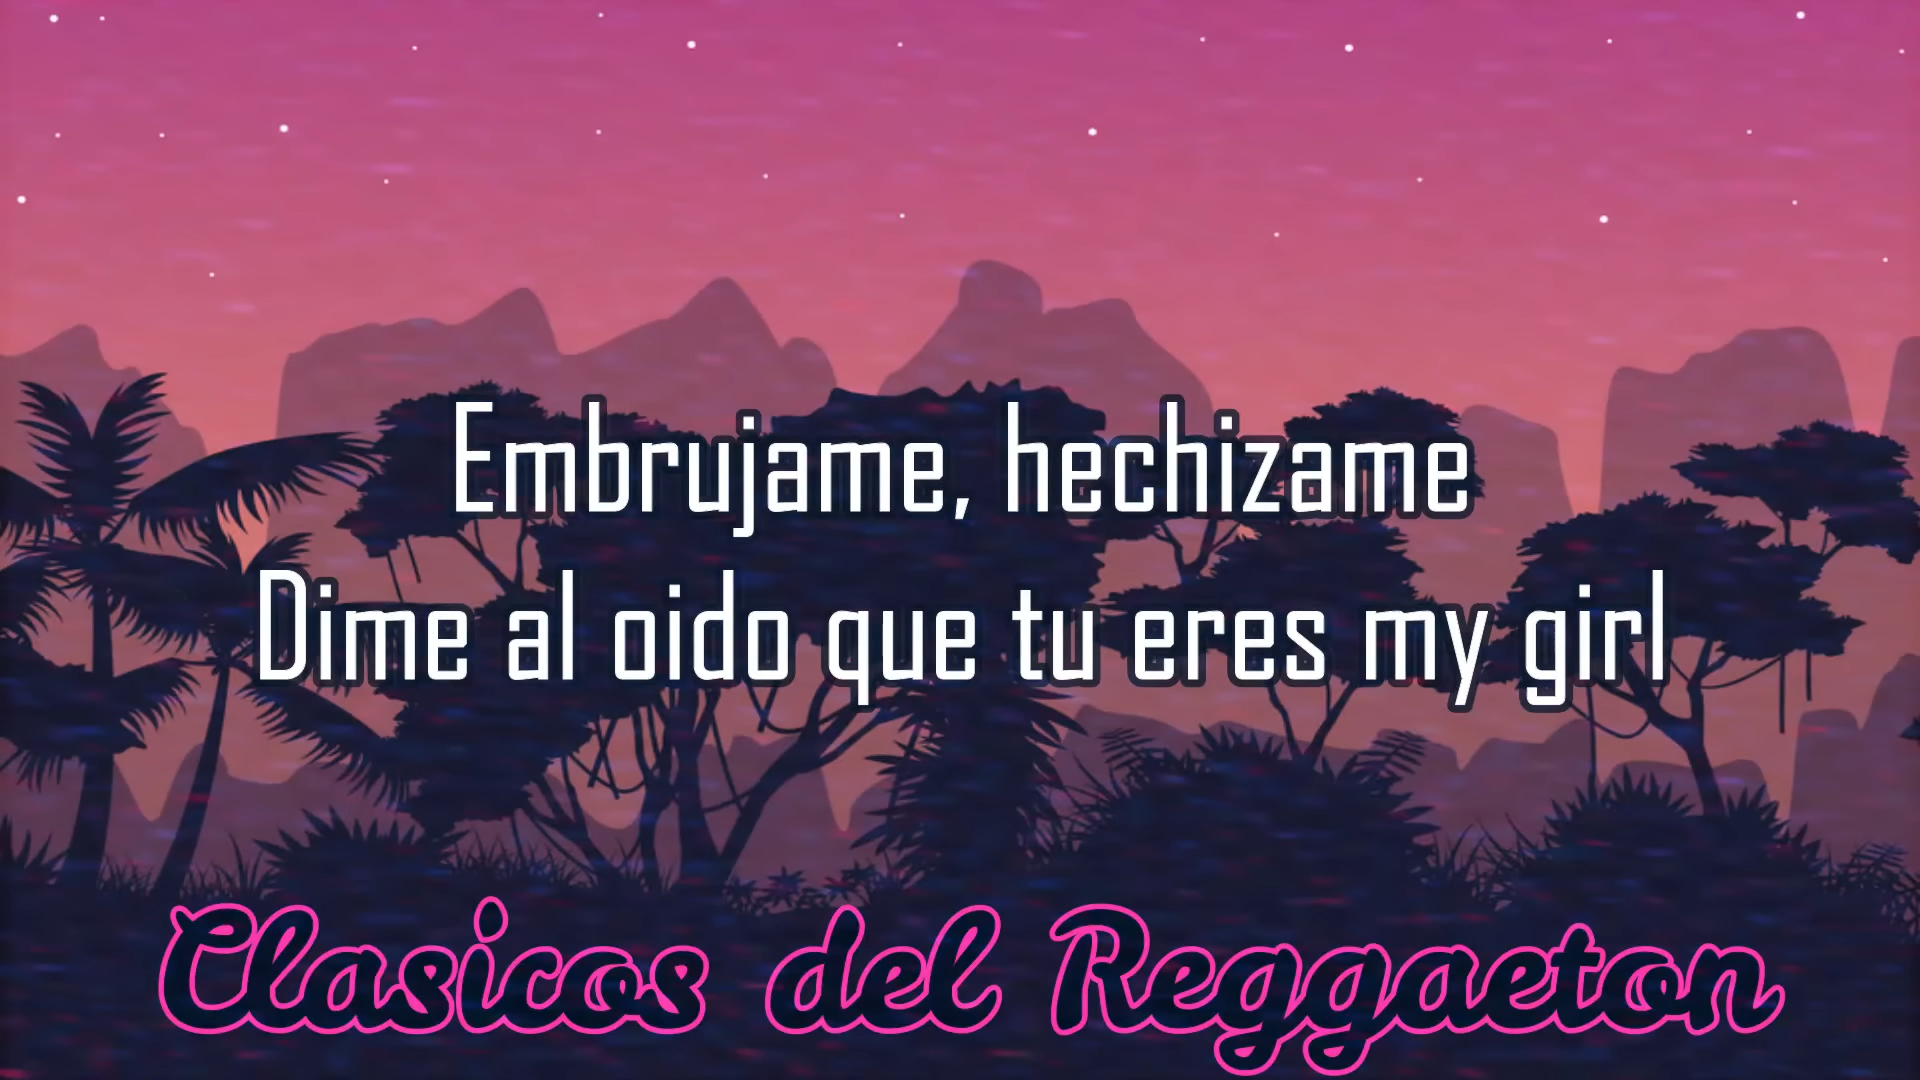 Embrujame, hechizame
Dime al oido que tu eres my girl
Clasicos del Reggaeton